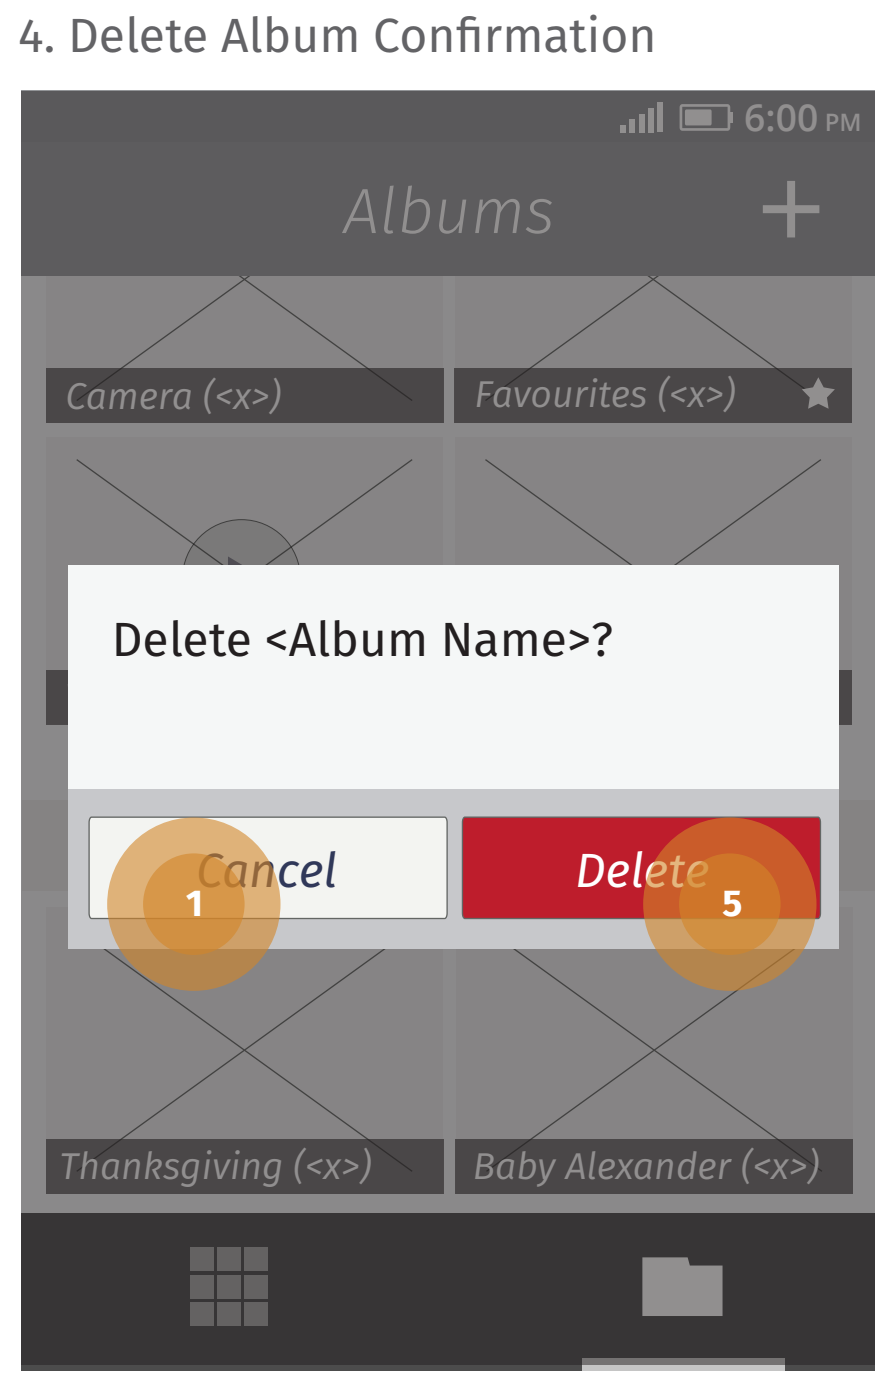 4. Delete Album Confirmation
6:00 PM
Albums
Camera (<x>)
Favourites (<x>)
Delete <Album Name>?
Cancel
Delete
1
5
Thanksgiving (<x>)
Baby Alexander (<x>)